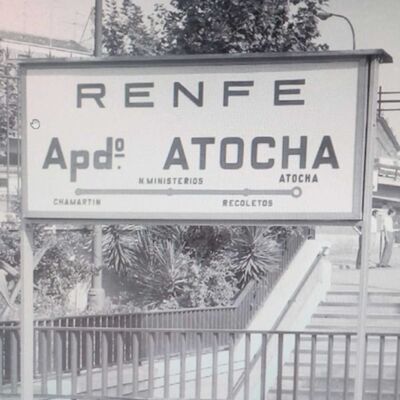 RENFE
Apdº. ATOCHA
N.MINISTERIOS ATOCHA
CHAMARTIN RECOLETOS